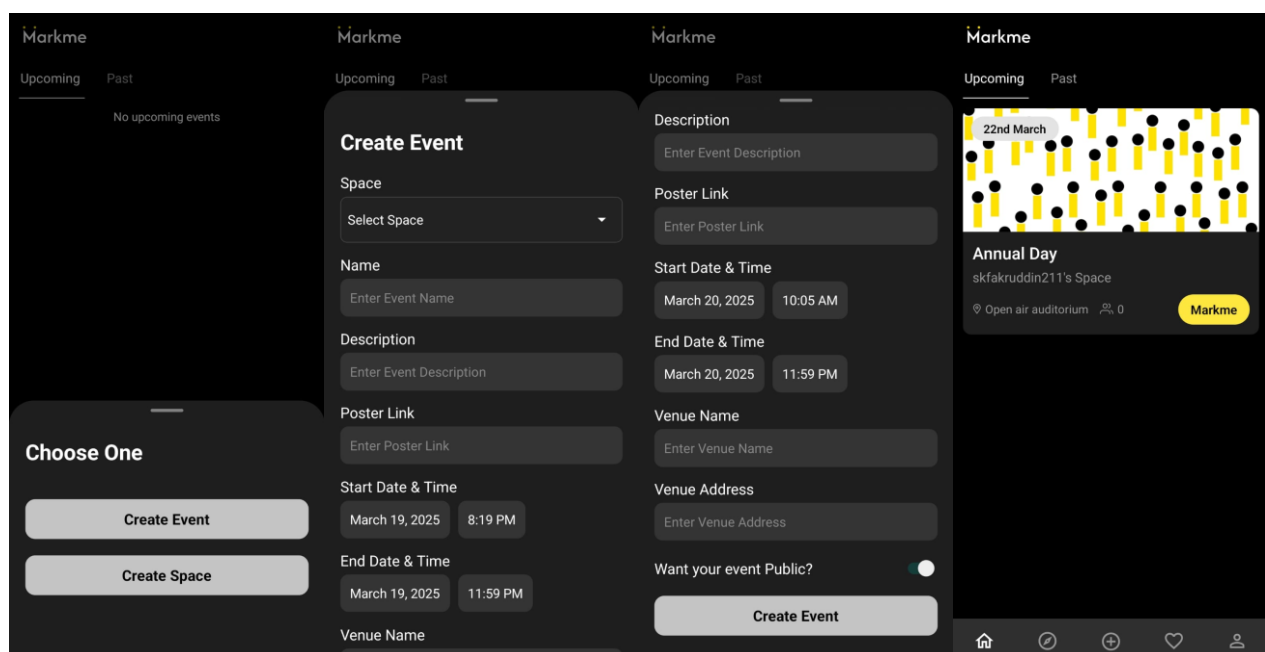 Markme
Upcoming Past
No upcoming events
Choose One
Create Event
Create Space
Markme
Upcoming Past
Create Event
Space
Select Space
Name
Enter Event Name
Description
Enter Event Description
Poster Link
Enter Poster Link
Start Date & Time
March 19, 2025 8:19 PM
End Date & Time
March 19, 2025 11:59 PM
Venue Name
Markme
Upcoming Past
Description
Enter Event Description
Poster Link
Enter Poster Link
Start Date & Time
March 20, 2025 10:05 AM
End Date & Time
March 20, 2025 11:59 PM
Venue Name
Enter Venue Name
Venue Address
Enter Venue Address
Want your event Public?
Create Event
Markme
Upcoming Past
22nd March
Annual Day
skfakruddin211's Space
Open air auditorium 0 Markme